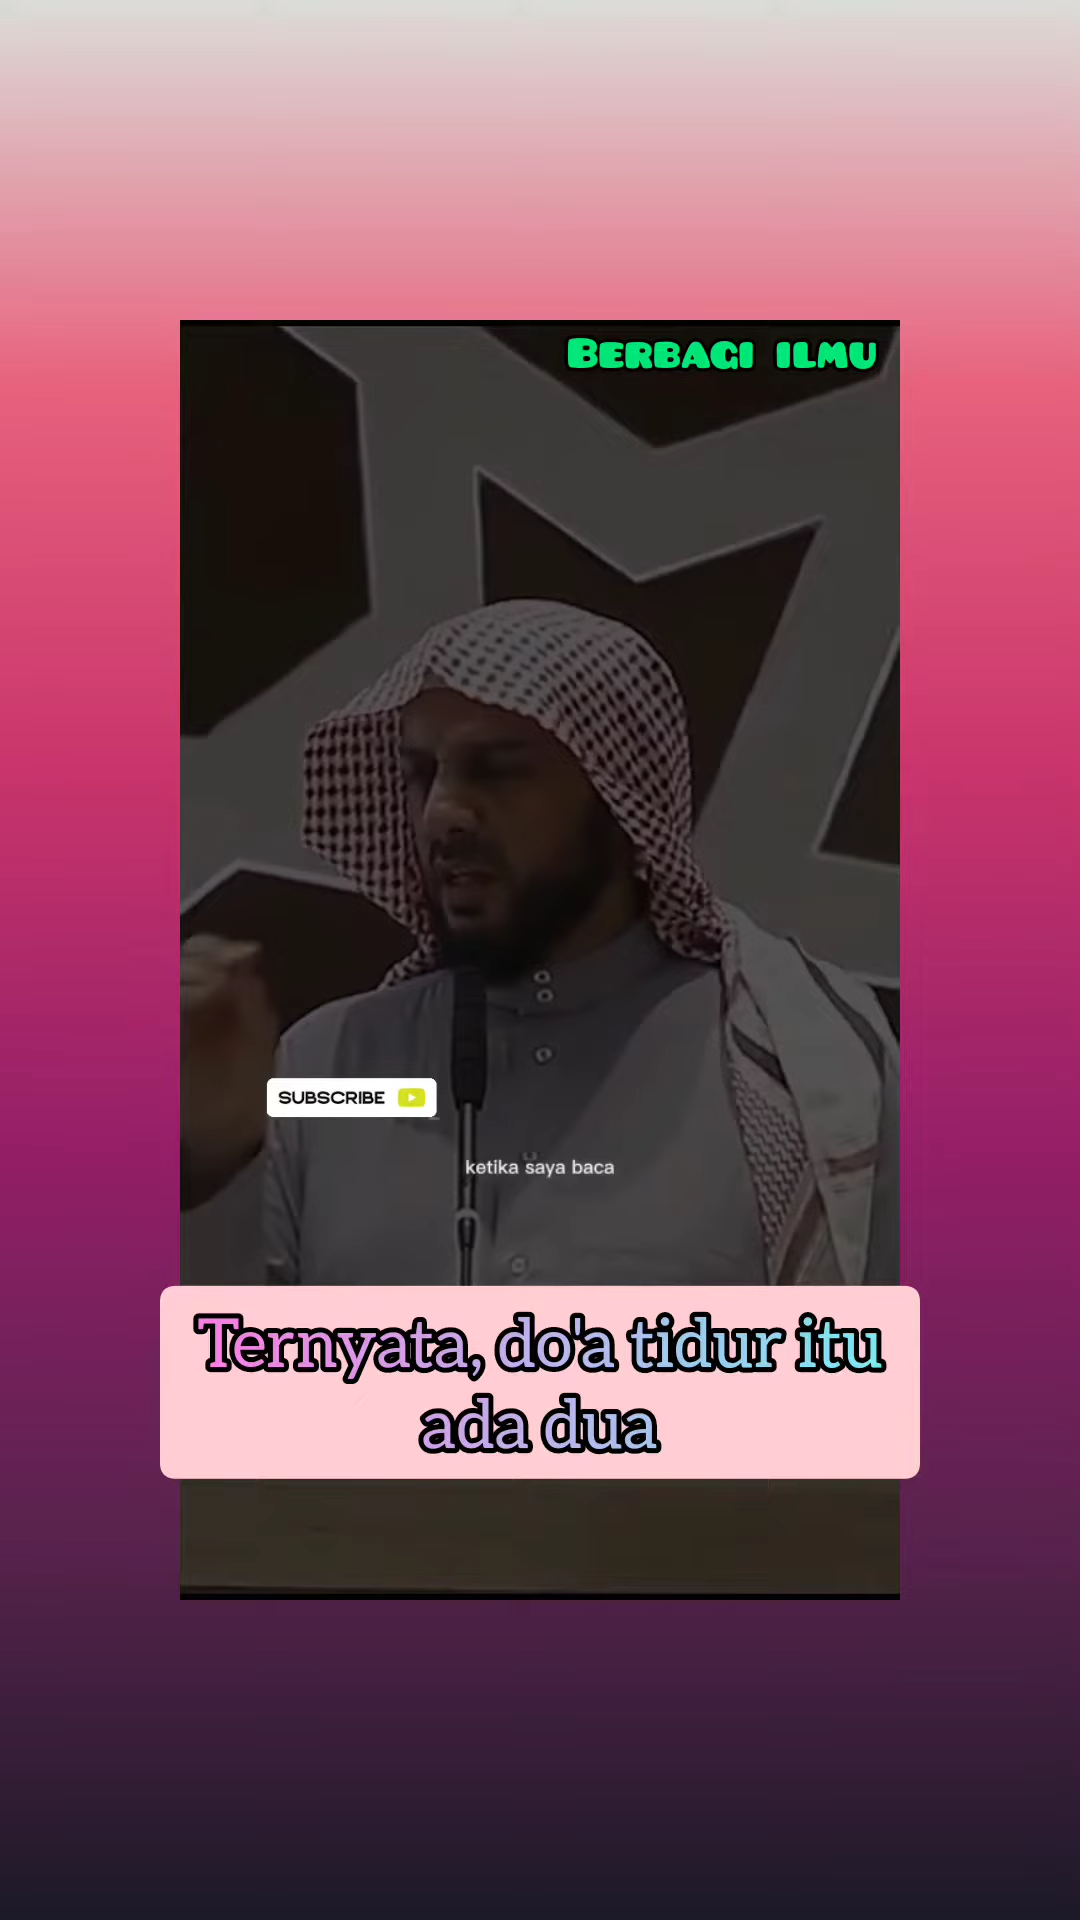 BERBAGI ILMU
SUBSCRIBE
ketika saya baca
Ternyata, do'a tidur itu
ada dua